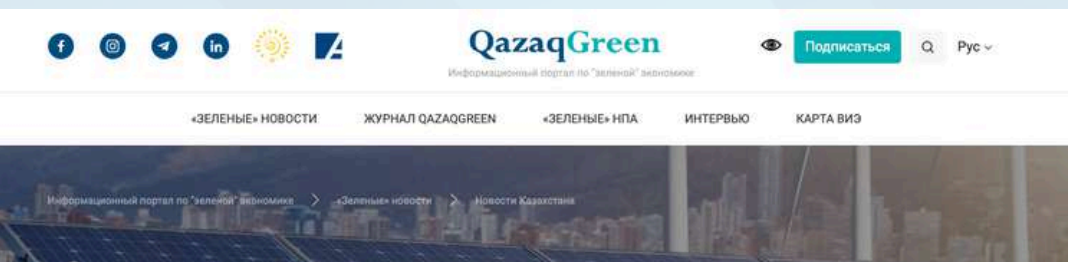 QazaqGreen
Информационный портал по "зеленой" экономике
Подписаться
Рус
«ЗЕЛЕНЫЕ» НОВОСТИ ЖУРНАЛ QAZAQGREEN «ЗЕЛЕНЫЕ» НПА ИНТЕРВЬЮ КАРТА ВИЭ
Информационный портал по "зеленой" экономике > «Зеленые» новости > Новости Казахстана